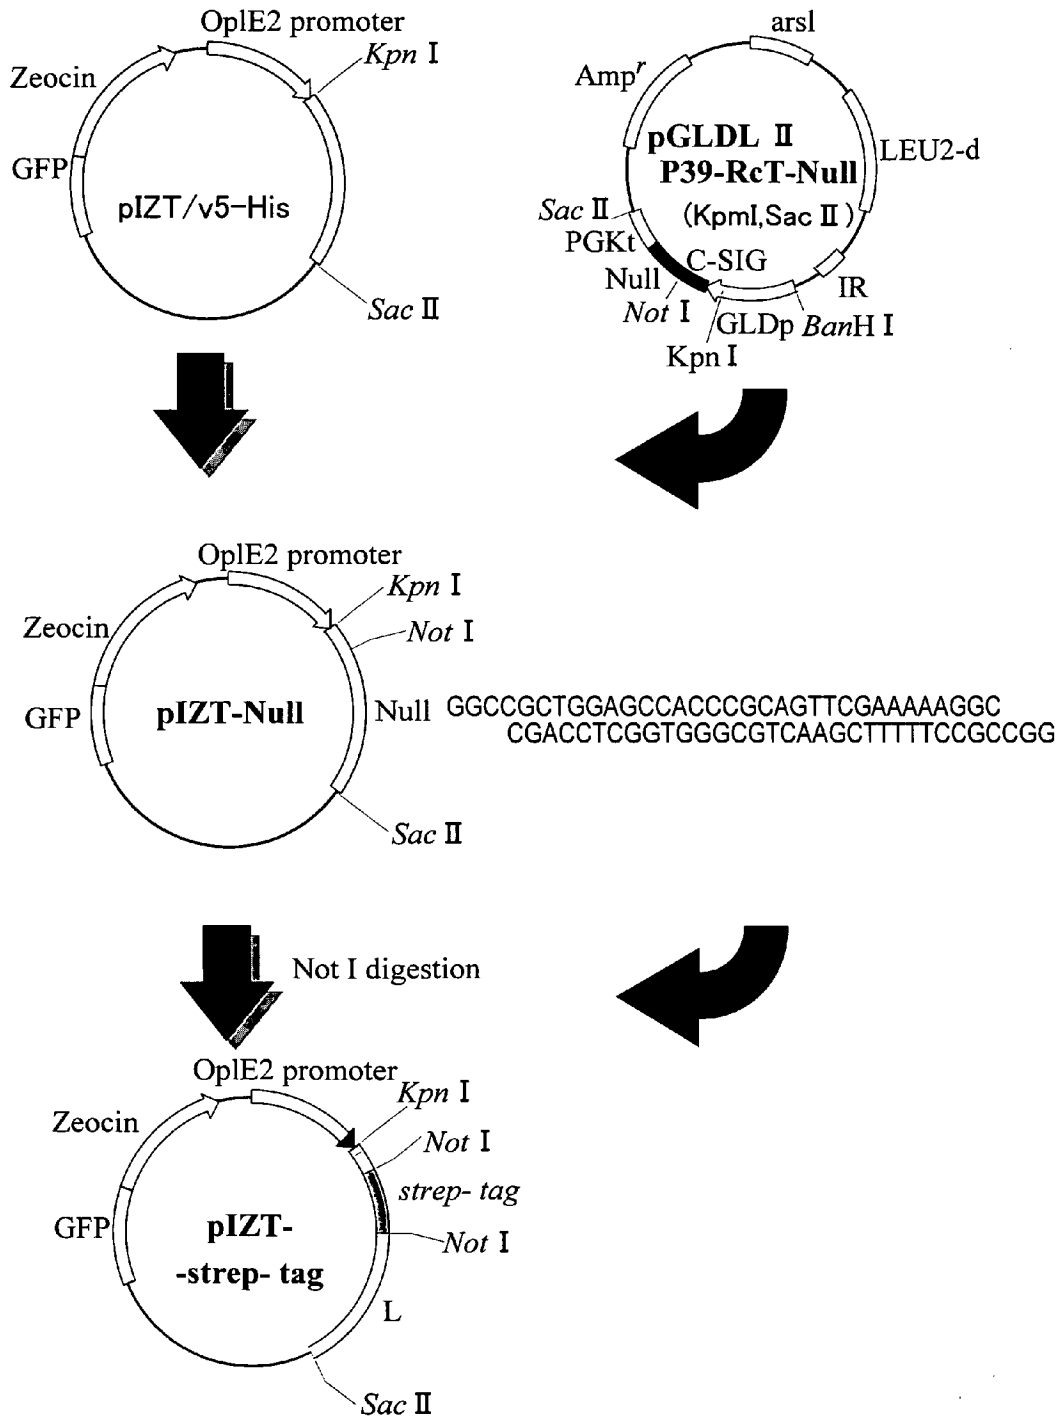 OplE2 promoter
Kpn I
Zeocin
GFP
pIZT/v5-His
Sac II
arsl
Amp^r
pGLDL II
P39-RcT-Null
(KpmI,Sac II)
LEU2-d
Sac II
PGKt
C-SIG
Null
IR
Not I
GLDp
BanH I
Kpn I
OplE2 promoter
Kpn I
Not I
Zeocin
GFP
pIZT-Null
Null
GGCCGCTGGAGCCACCCGCAGTTCGAAAAAGGC
CGACCTCGGTGGGCGTCAAGCTTTTTCCGCCGG
Sac II
Not I digestion
OplE2 promoter
Kpn I
Zeocin
Not I
strep- tag
GFP
pIZT-
-strep- tag
Not I
L
Sac II